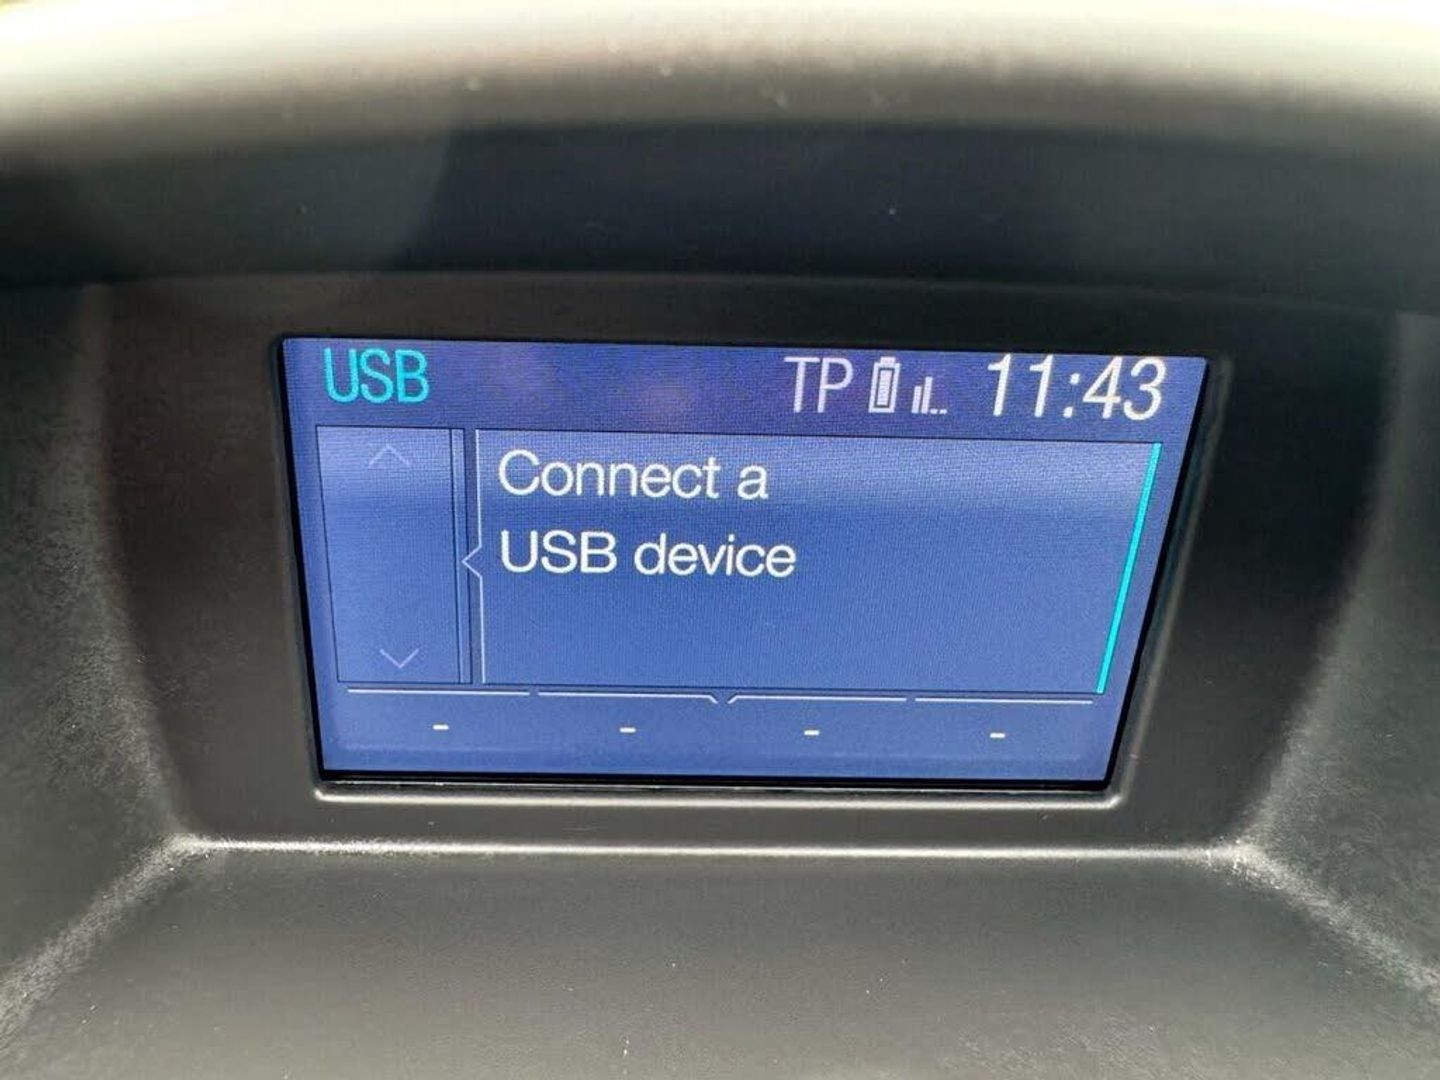 USB TP 11:43
Connect a
USB device
- - - -